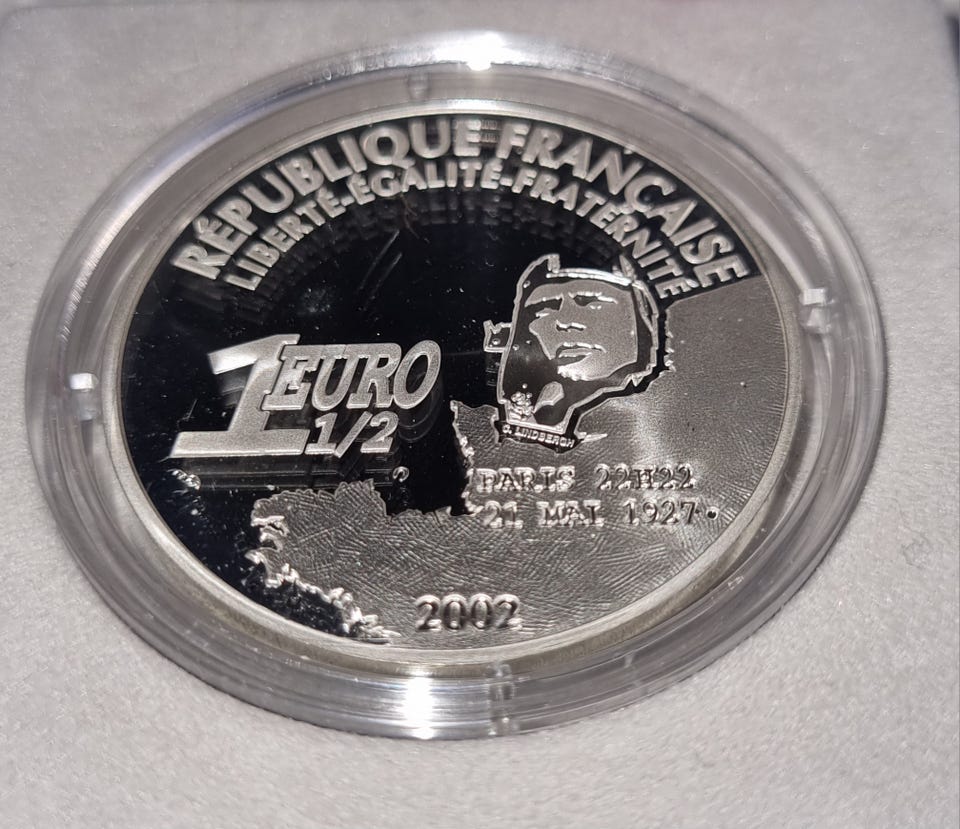 RÉPUBLIQUE FRANÇAISE
LIBERTÉ-ÉGALITÉ-FRATERNITÉ
1 EURO
1/2
C. LINDBERGH
PARIS 22H22
21 MAI 1927
2002